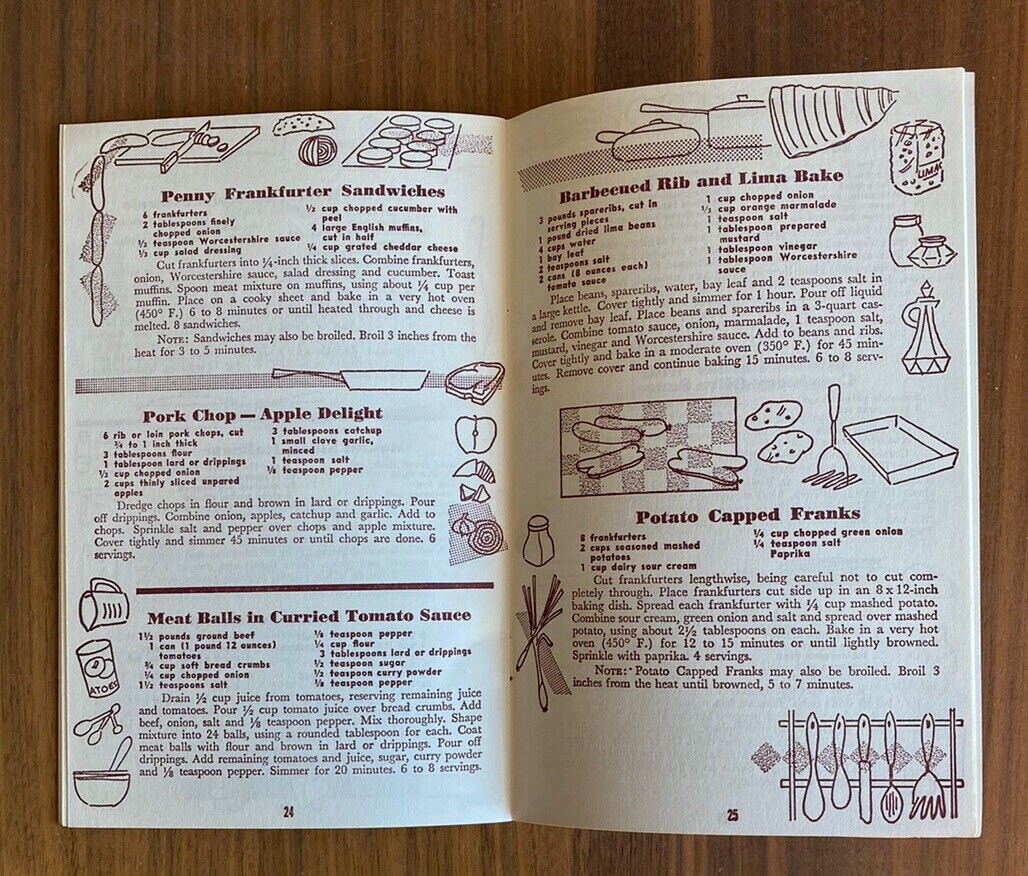 Penny Frankfurter Sandwiches
6 frankfurters
2 tablespoons finely
chopped onion
½ teaspoon Worcestershire sauce
½ cup salad dressing
½ cup chopped cucumber with
peel
4 large English muffins,
cut in half
¼ cup grated cheddar cheese
Cut frankfurters into ¼-inch thick slices. Combine frankfurters,
onion, Worcestershire sauce, salad dressing and cucumber. Toast
muffins. Spoon meat mixture on muffins, using about ¼ cup per
muffin. Place on a cooky sheet and bake in a very hot oven
(450° F.) 6 to 8 minutes or until heated through and cheese is
melted. 8 sandwiches.
NOTE: Sandwiches may also be broiled. Broil 3 inches from the
heat for 3 to 5 minutes.
Pork Chop — Apple Delight
6 rib or loin pork chops, cut
¾ to 1 inch thick
3 tablespoons flour
1 tablespoon lard or drippings
½ cup chopped onion
2 cups thinly sliced unpared
apples
3 tablespoons catchup
1 small clove garlic,
minced
1 teaspoon salt
⅛ teaspoon pepper
Dredge chops in flour and brown in lard or drippings. Pour
off drippings. Combine onion, apples, catchup and garlic. Add to
chops. Sprinkle salt and pepper over chops and apple mixture.
Cover tightly and simmer 45 minutes or until chops are done. 6
servings.
Meat Balls in Curried Tomato Sauce
1½ pounds ground beef
1 can (1 pound 12 ounces)
tomatoes
¾ cup soft bread crumbs
¼ cup chopped onion
1½ teaspoons salt
⅛ teaspoon pepper
¼ cup flour
3 tablespoons lard or drippings
½ teaspoon sugar
½ teaspoon curry powder
⅛ teaspoon pepper
Drain ½ cup juice from tomatoes, reserving remaining juice
and tomatoes. Pour ½ cup tomato juice over bread crumbs. Add
beef, onion, salt and ⅛ teaspoon pepper. Mix thoroughly. Shape
mixture into 24 balls, using a rounded tablespoon for each. Coat
meat balls with flour and brown in lard or drippings. Pour off
drippings. Add remaining tomatoes and juice, sugar, curry powder
and ⅛ teaspoon pepper. Simmer for 20 minutes. 6 to 8 servings.
ATOES
24
Barbecued Rib and Lima Bake
3 pounds spareribs, cut in
serving pieces
1 pound dried lima beans
4 cups water
1 bay leaf
2 teaspoons salt
2 cans (8 ounces each)
tomato sauce
1 cup chopped onion
½ cup orange marmalade
1 teaspoon salt
1 tablespoon prepared
mustard
1 tablespoon vinegar
1 tablespoon Worcestershire
sauce
LIMAS
Place beans, spareribs, water, bay leaf and 2 teaspoons salt in
a large kettle. Cover tightly and simmer for 1 hour. Pour off liquid
and remove bay leaf. Place beans and spareribs in a 3-quart cas-
serole. Combine tomato sauce, onion, marmalade, 1 teaspoon salt,
mustard, vinegar and Worcestershire sauce. Add to beans and ribs.
Cover tightly and bake in a moderate oven (350° F.) for 45 min-
utes. Remove cover and continue baking 15 minutes. 6 to 8 serv-
ings.
Potato Capped Franks
8 frankfurters
2 cups seasoned mashed
potatoes
1 cup dairy sour cream
¼ cup chopped green onion
¼ teaspoon salt
Paprika
Cut frankfurters lengthwise, being careful not to cut com-
pletely through. Place frankfurters cut side up in an 8 x 12-inch
baking dish. Spread each frankfurter with ¼ cup mashed potato.
Combine sour cream, green onion and salt and spread over mashed
potato, using about 2½ tablespoons on each. Bake in a very hot
oven (450° F.) for 12 to 15 minutes or until lightly browned.
Sprinkle with paprika. 4 servings.
NOTE: Potato Capped Franks may also be broiled. Broil 3
inches from the heat until browned, 5 to 7 minutes.
25